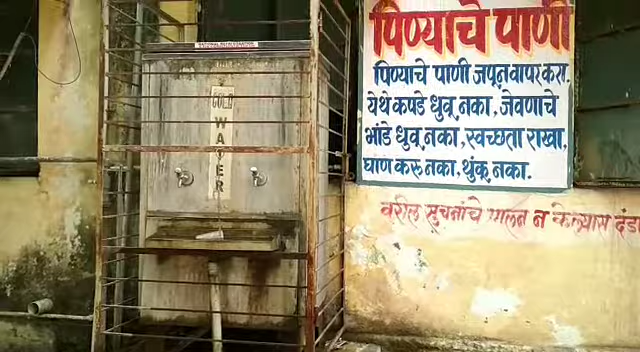 COLD
WATER
पिण्याचे पाणी
पिण्याचे पाणी जपून वापर करा.
येथे कपडे धुवू नका, जेवणाचे
भांडे धुवू नका, स्वच्छता राखा,
घाण करू नका, थुंकू नका.
वरील सुचनांचे पालन न केल्यास दंड